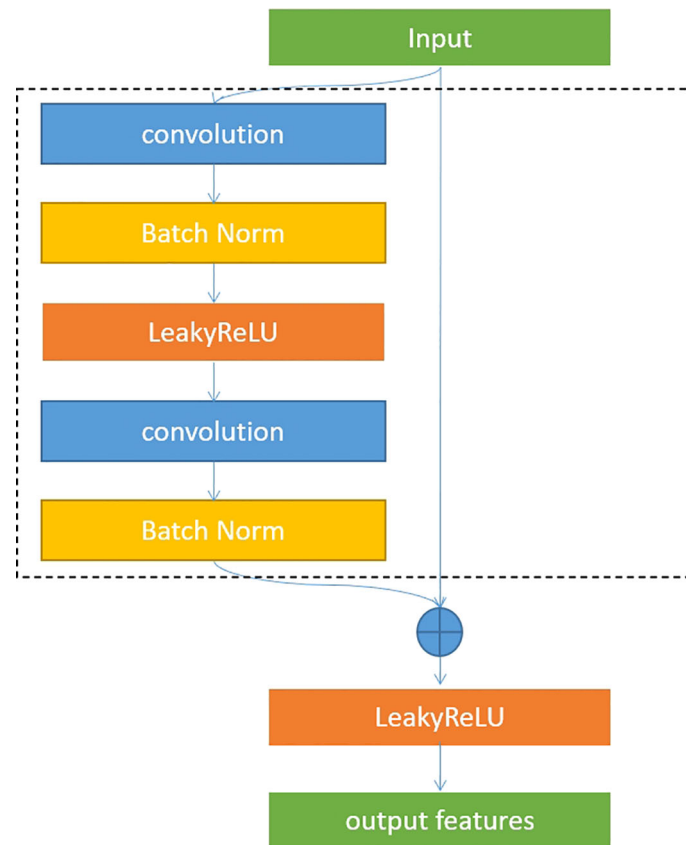 Input
convolution
Batch Norm
LeakyReLU
convolution
Batch Norm
LeakyReLU
output features